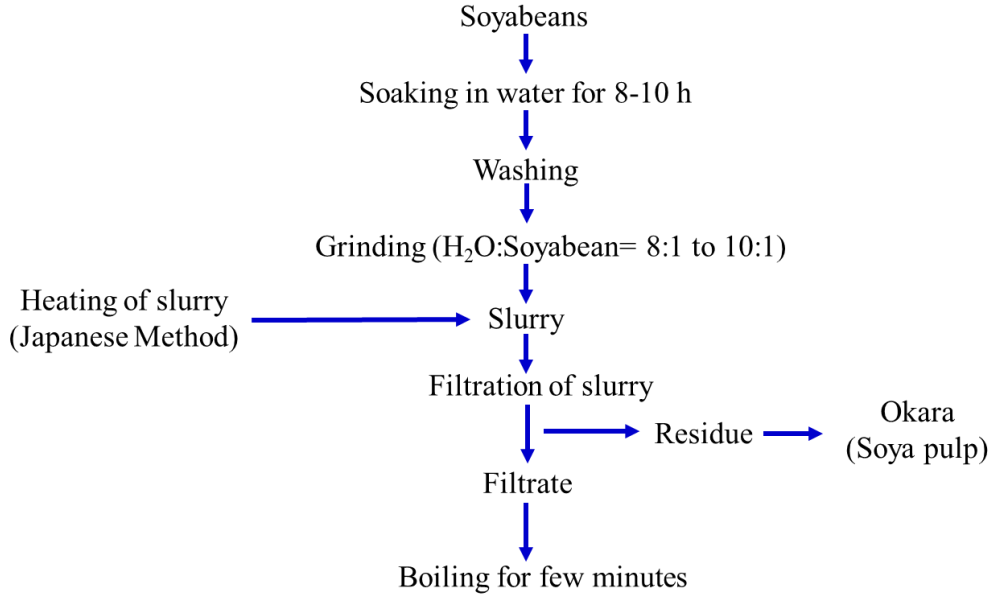 Soyabeans
Soaking in water for 8-10 h
Washing
Grinding (H₂O:Soyabean= 8:1 to 10:1)
Heating of slurry
(Japanese Method)
Slurry
Filtration of slurry
Residue
Okara
(Soya pulp)
Filtrate
Boiling for few minutes